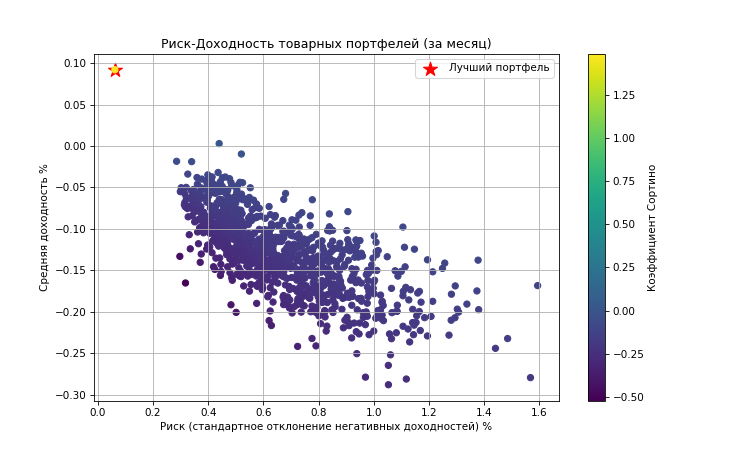 Риск-Доходность товарных портфелей (за месяц)
Лучший портфель
Средняя доходность %
0.10
0.05
0.00
−0.05
−0.10
−0.15
−0.20
−0.25
−0.30
0.0 0.2 0.4 0.6 0.8 1.0 1.2 1.4 1.6
Риск (стандартное отклонение негативных доходностей) %
1.25
1.00
0.75
0.50
0.25
0.00
−0.25
−0.50
Коэффициент Сортино